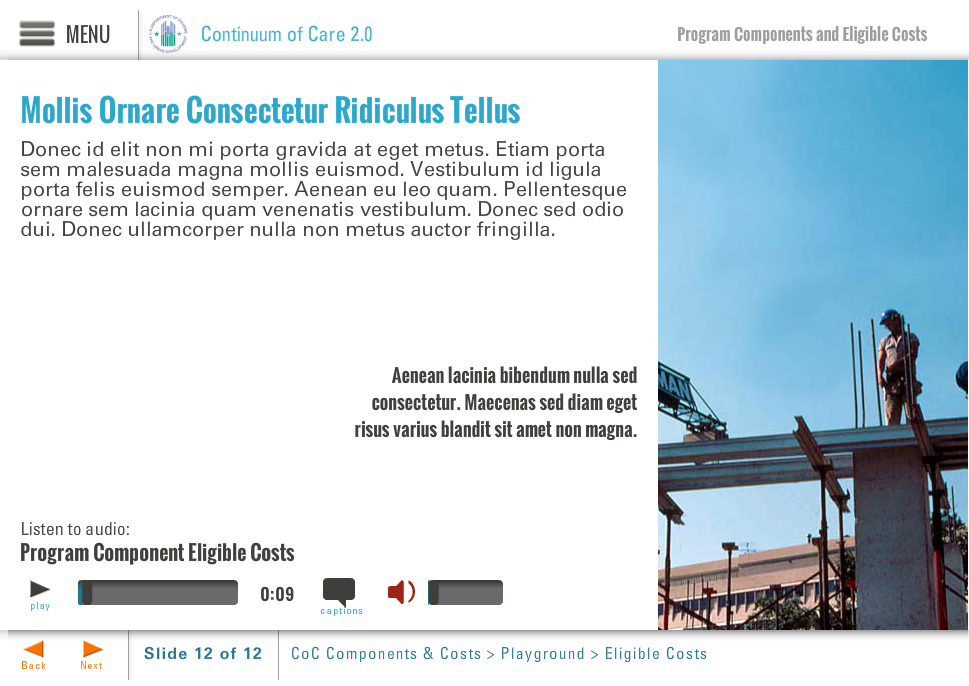 MENU
Continuum of Care 2.0
Program Components and Eligible Costs
Mollis Ornare Consectetur Ridiculus Tellus
Donec id elit non mi porta gravida at eget metus. Etiam porta
sem malesuada magna mollis euismod. Vestibulum id ligula
porta felis euismod semper. Aenean eu leo quam. Pellentesque
ornare sem lacinia quam venenatis vestibulum. Donec sed odio
dui. Donec ullamcorper nulla non metus auctor fringilla.
Aenean lacinia bibendum nulla sed
consectetur. Maecenas sed diam eget
risus varius blandit sit amet non magna.
MAN
Listen to audio:
Program Component Eligible Costs
play
0:09
captions
Back
Next
Slide 12 of 12
CoC Components & Costs > Playground > Eligible Costs